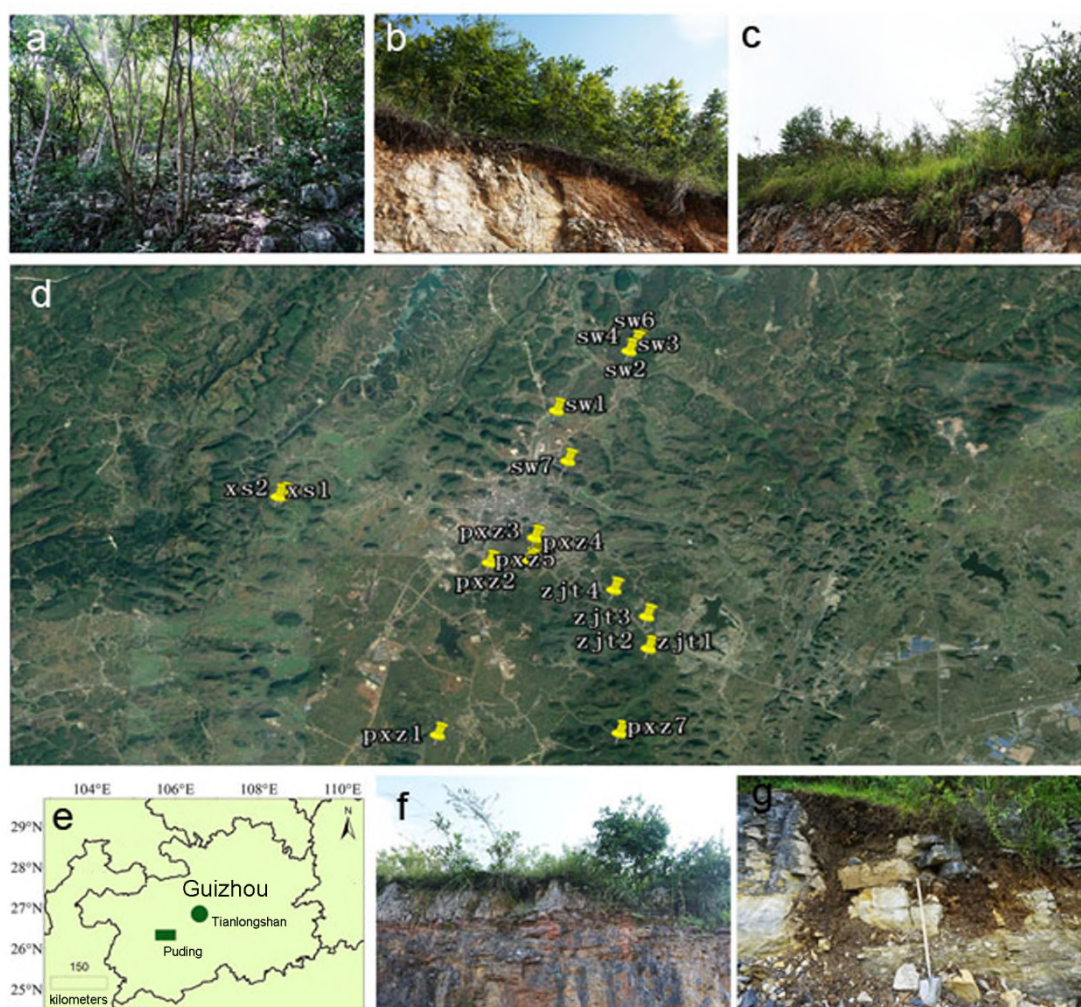 a
b
c
d
sw6
sw4
sw3
sw2
sw1
sw7
xs2
xs1
pxz3
pxz4
pxz5
pxz2
zjt4
zjt3
zjt2
zjt1
pxz1
pxz7
e
104°E 106°E 108°E 110°E
N
29°N
28°N
27°N
26°N
25°N
Guizhou
Tianlongshan
Puding
150
kilometers
f
g